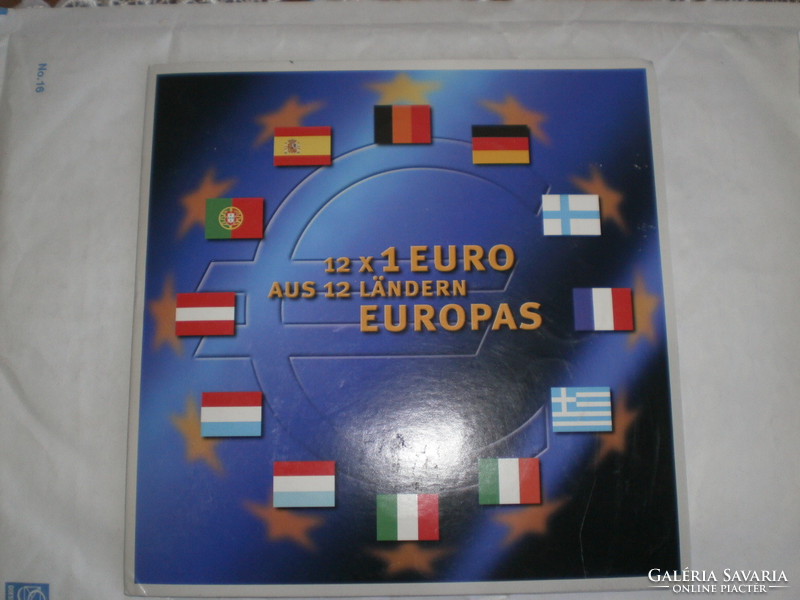 No.16
12 x 1 EURO
AUS 12 LÄNDERN
EUROPAS
GALÉRIA SAVARIA
ONLINE PIACTÉR